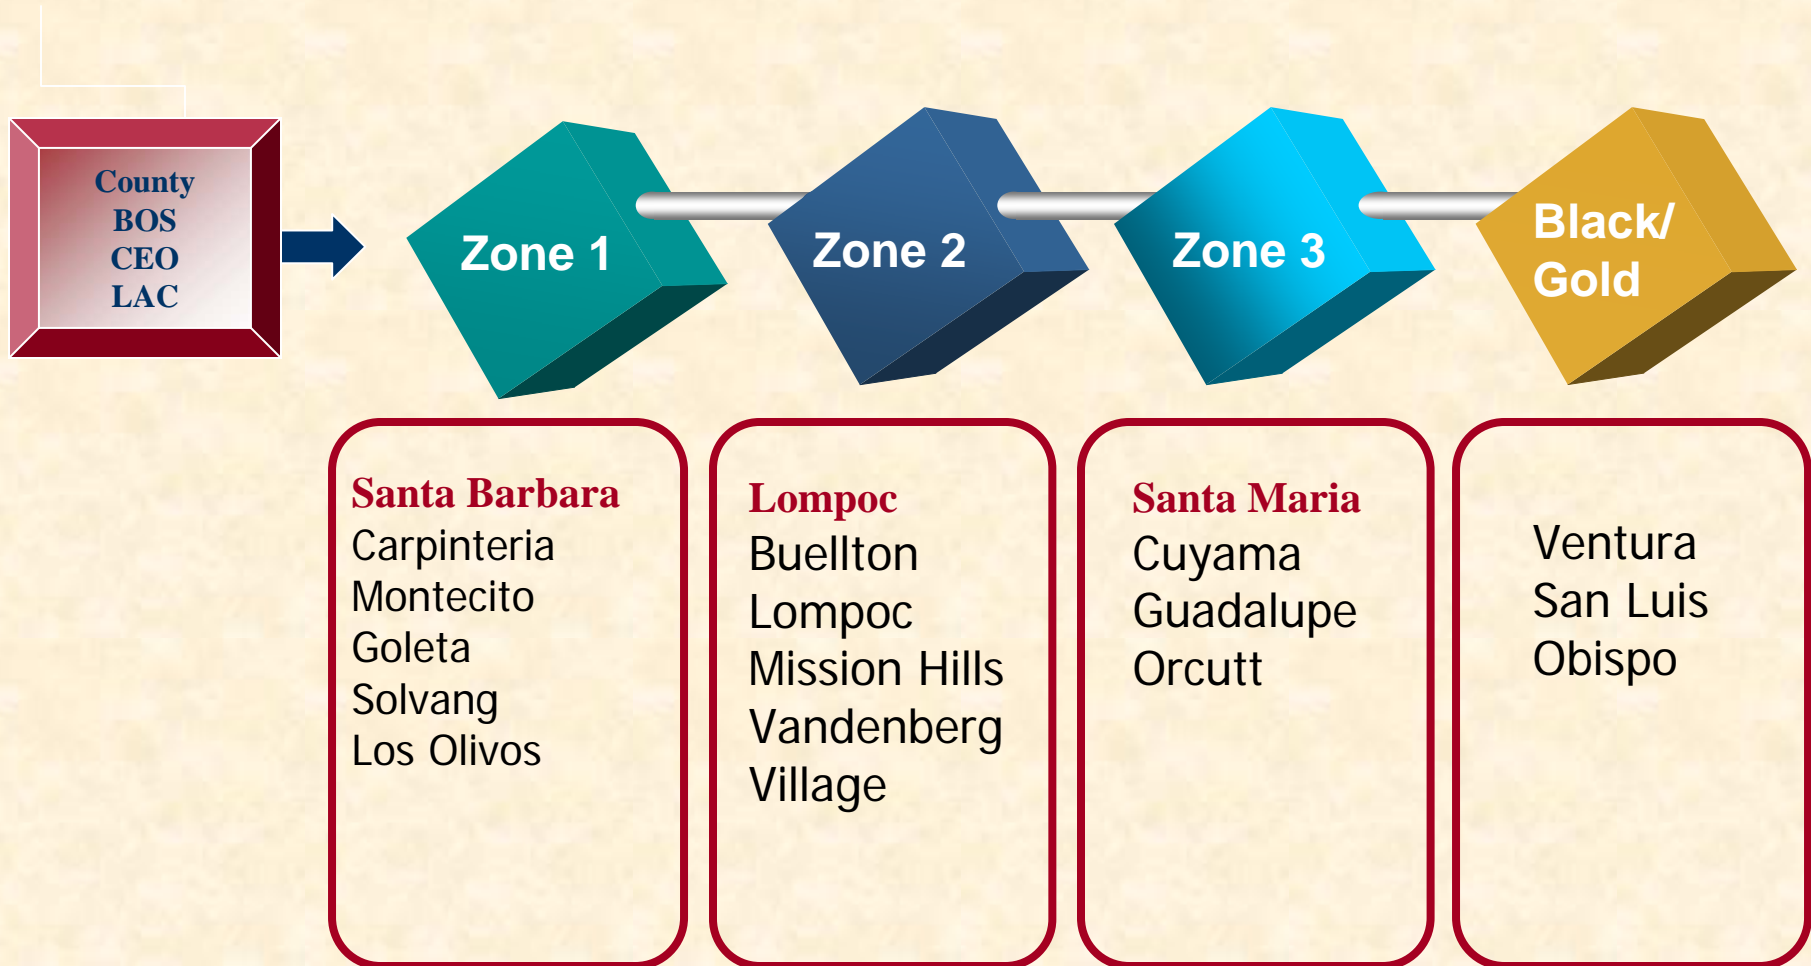 County
BOS
CEO
LAC
Zone 1
Zone 2
Zone 3
Black/
Gold
Santa Barbara
Carpinteria
Montecito
Goleta
Solvang
Los Olivos
Lompoc
Buellton
Lompoc
Mission Hills
Vandenberg
Village
Santa Maria
Cuyama
Guadalupe
Orcutt
Ventura
San Luis
Obispo